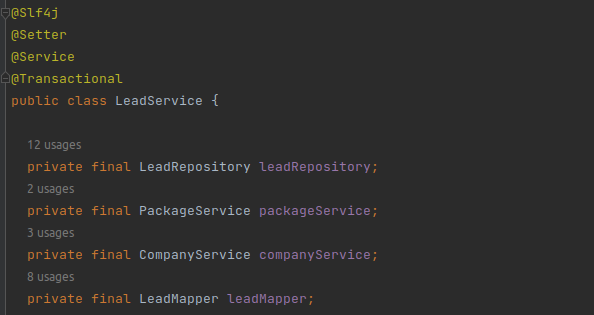 @Slf4j
@Setter
@Service
@Transactional
public class LeadService {
12 usages
private final LeadRepository leadRepository;
2 usages
private final PackageService packageService;
3 usages
private final CompanyService companyService;
8 usages
private final LeadMapper leadMapper;